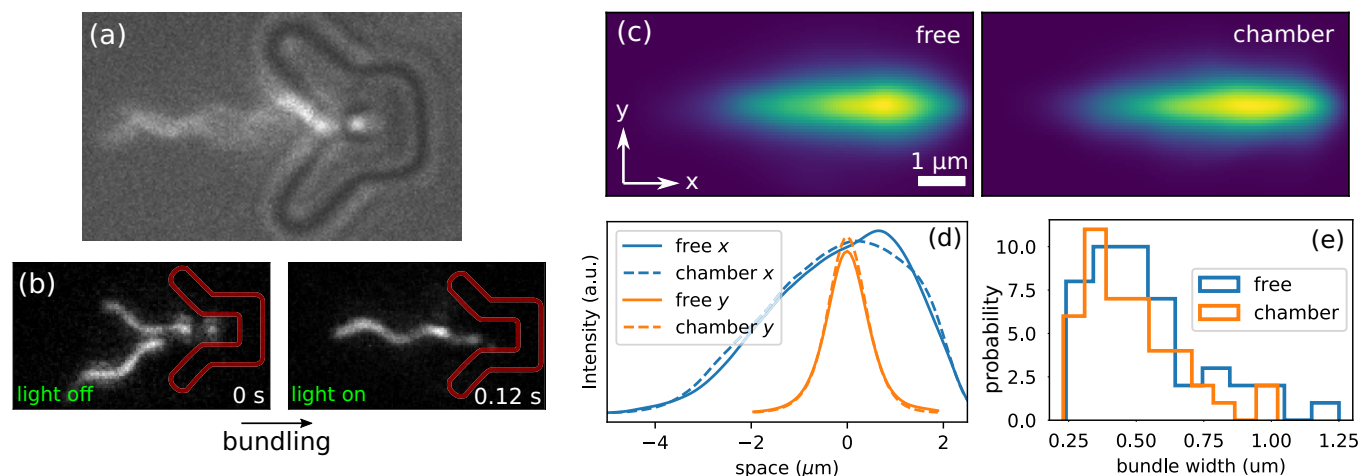 (a)
(b)
light off
0 s
light on
0.12 s
bundling
(c)
free
chamber
y
x
1 μm
(d)
free x
chamber x
free y
chamber y
Intensity (a.u.)
−4
−2
0
2
space (μm)
(e)
free
chamber
probability
10.0
7.5
5.0
2.5
0.0
0.25
0.50
0.75
1.00
1.25
bundle width (um)